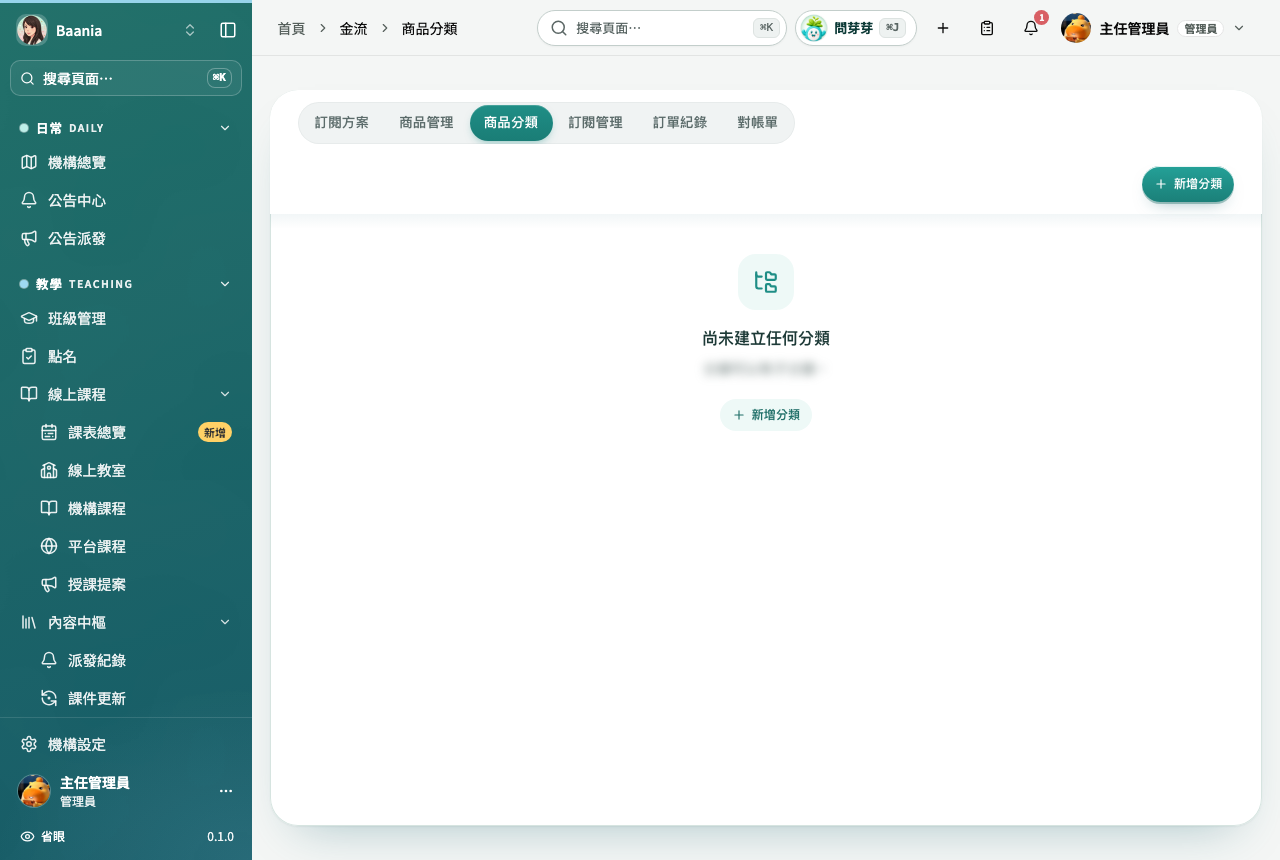 Baania
搜尋頁面… ⌘K
日常 DAILY
機構總覽
公告中心
公告派發
教學 TEACHING
班級管理
點名
線上課程
課表總覽 新增
線上教室
機構課程
平台課程
授課提案
內容中樞
派發紀錄
課件更新
機構設定
主任管理員
管理員
省眼 0.1.0
首頁 金流 商品分類
搜尋頁面… ⌘K
問芽芽 ⌘J
1
主任管理員 管理員
訂閱方案 商品管理 商品分類 訂閱管理 訂單紀錄 對帳單
新增分類
尚未建立任何分類
新增分類